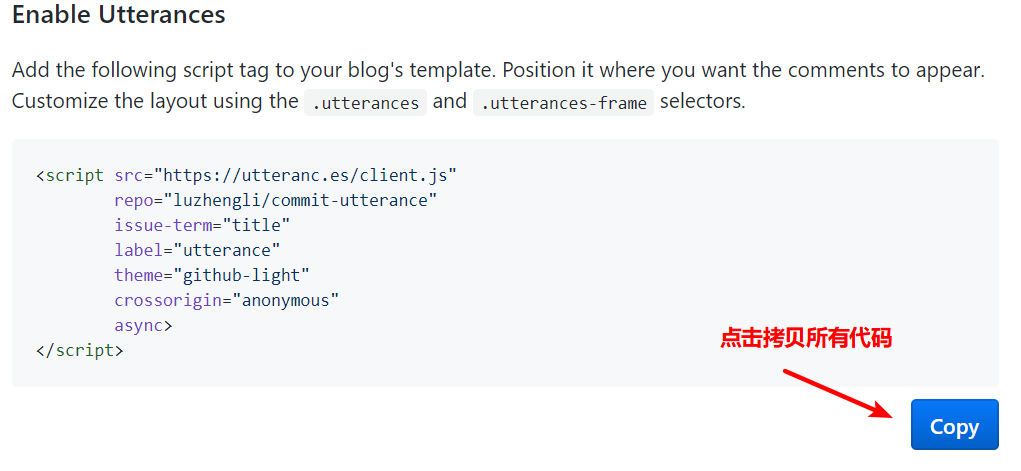 Enable Utterances
Add the following script tag to your blog's template. Position it where you want the comments to appear.
Customize the layout using the .utterances and .utterances-frame selectors.
<script src="https://utteranc.es/client.js"
        repo="luzhengli/commit-utterance"
        issue-term="title"
        label="utterance"
        theme="github-light"
        crossorigin="anonymous"
        async>
</script>
点击拷贝所有代码
Copy